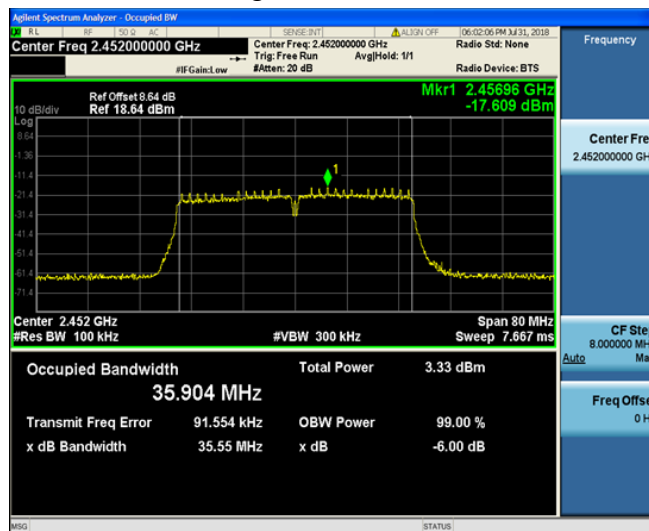 Agilent Spectrum Analyzer - Occupied BW
RL RF 50 Ω AC SENSE:INT ALIGN OFF 06:02:06 PM Jul 31, 2018
Center Freq 2.452000000 GHz
Center Freq: 2.452000000 GHz Radio Std: None
Trig: Free Run Avg|Hold: 1/1
#IFGain:Low #Atten: 20 dB Radio Device: BTS
Frequency
Ref Offset 8.64 dB
10 dB/div Ref 18.64 dBm
Mkr1 2.45696 GHz
-17.609 dBm
Log
8.64
-1.36
-11.4
-21.4
-31.4
-41.4
-51.4
-61.4
-71.4
1
Center 2.452 GHz Span 80 MHz
#Res BW 100 kHz #VBW 300 kHz Sweep 7.667 ms
Occupied Bandwidth Total Power 3.33 dBm
35.904 MHz
Transmit Freq Error 91.554 kHz OBW Power 99.00 %
x dB Bandwidth 35.55 MHz x dB -6.00 dB
Center Fre
2.452000000 GH
CF Ste
8.000000 MH
Auto Ma
Freq Offse
0 H
MSG STATUS